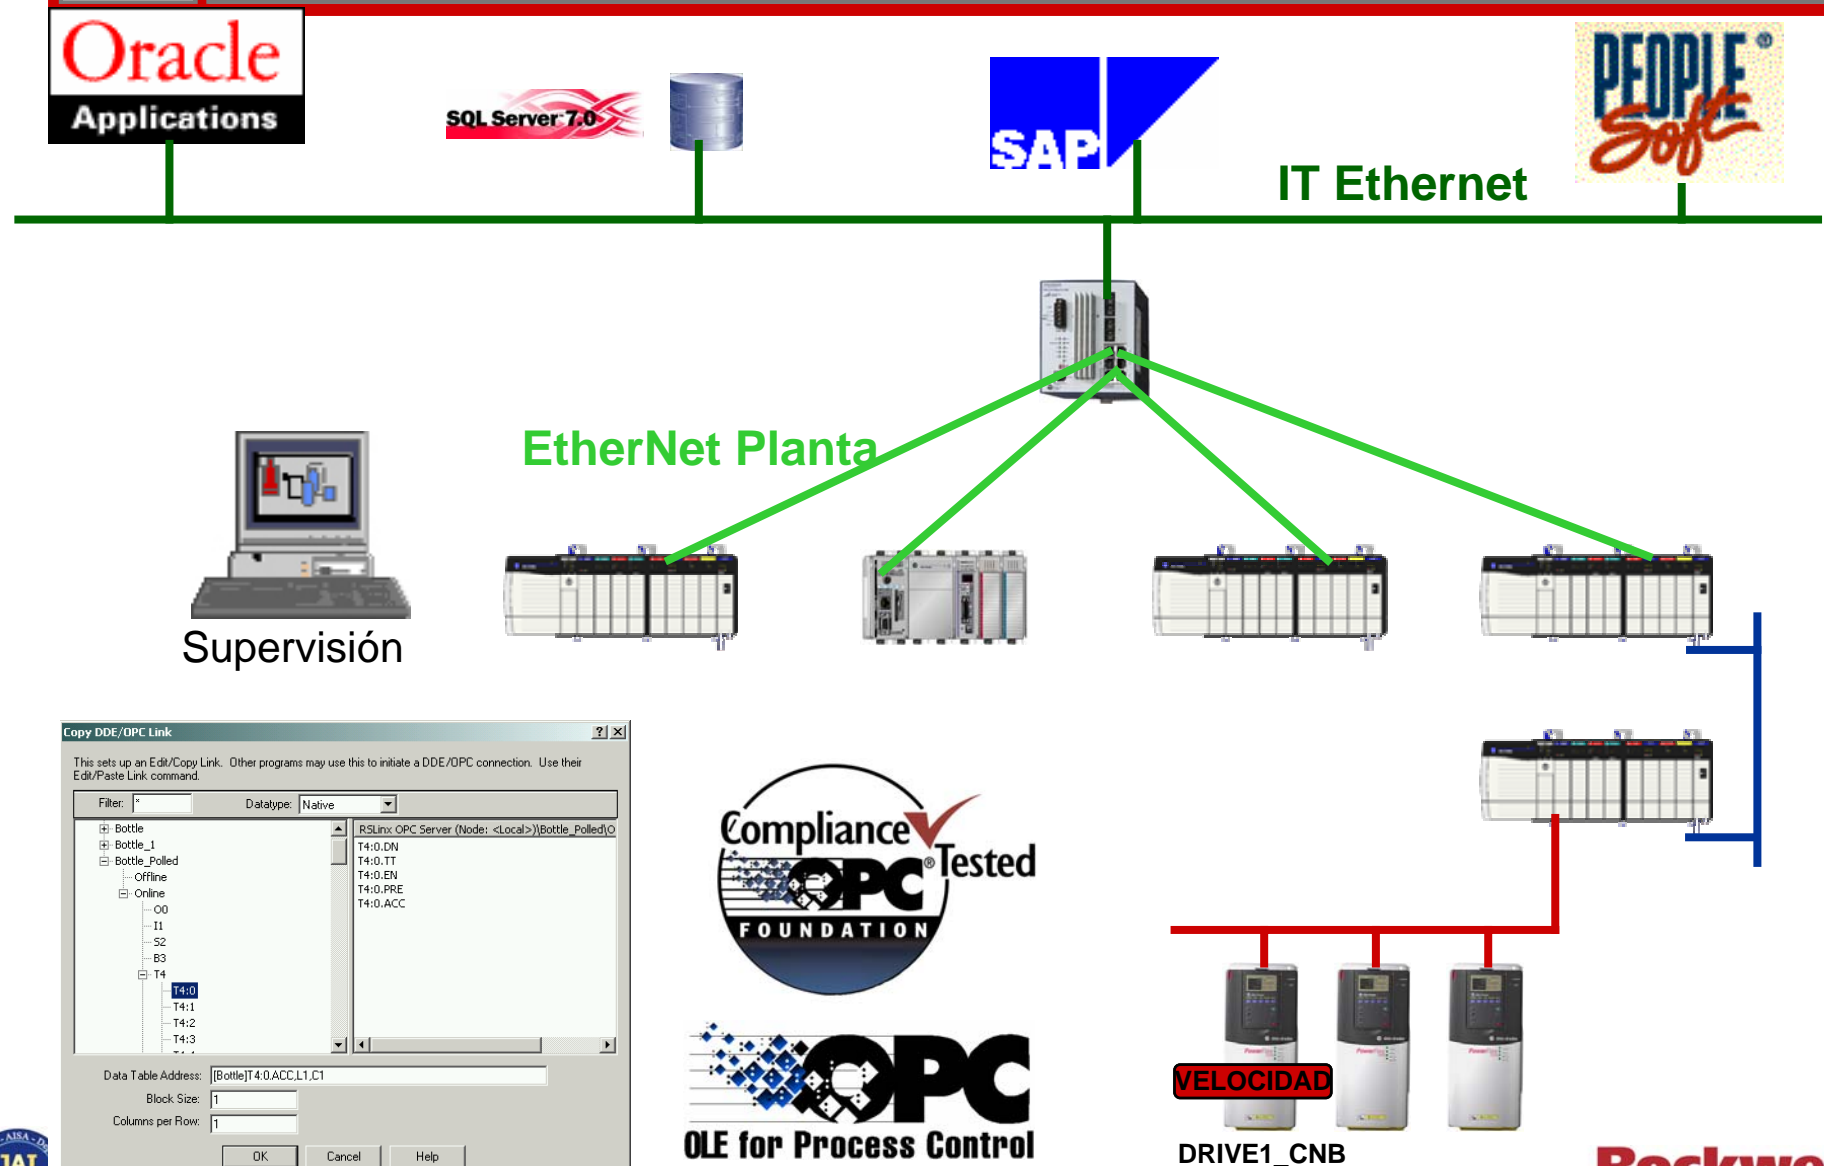 Oracle
Applications
SQL Server 7.0
SAP
PEOPLE ®
Soft
IT Ethernet
EtherNet Planta
Supervisión
Copy DDE/OPC Link
This sets up an Edit/Copy Link. Other programs may use this to initiate a DDE/OPC connection. Use their
Edit/Paste Link command.
Filter: *
Datatype: Native
Bottle
Bottle_1
Bottle_Polled
Offline
Online
O0
I1
S2
B3
T4
T4:0
T4:1
T4:2
T4:3
RSLinx OPC Server (Node: <Local>)\Bottle_Polled\O
T4:0.DN
T4:0.TT
T4:0.EN
T4:0.PRE
T4:0.ACC
Data Table Address: [Bottle]T4:0.ACC,L1,C1
Block Size: 1
Columns per Row: 1
OK Cancel Help
Compliance
Tested
OPC ®
FOUNDATION
OPC
OLE for Process Control
VELOCIDAD
DRIVE1_CNB
- AISA -